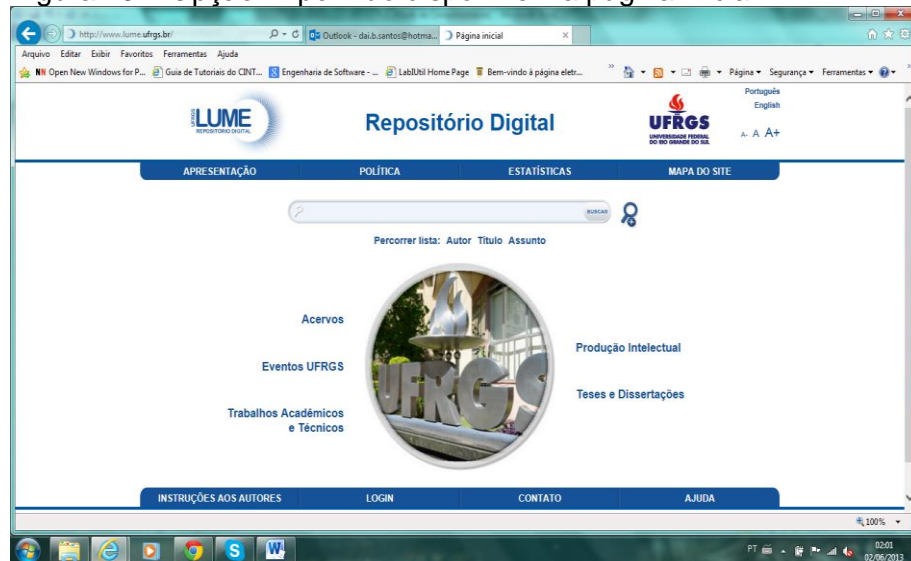 http://www.lume.ufrgs.br/
Outlook - dai.b.santos@hotma...
Página inicial
Arquivo Editar Exibir Favoritos Ferramentas Ajuda
Open New Windows for P... Guia de Tutoriais do CINT... Engenharia de Software - ... LabIUtil Home Page Bem-vindo à página eletr... Página Segurança Ferramentas
Português
English
UFRGS
LUME
REPOSITÓRIO DIGITAL
Repositório Digital
UFRGS
UNIVERSIDADE FEDERAL
DO RIO GRANDE DO SUL
A- A A+
APRESENTAÇÃO POLÍTICA ESTATÍSTICAS MAPA DO SITE
BUSCAR
Percorrer lista: Autor Título Assunto
Acervos
Produção Intelectual
Eventos UFRGS
Teses e Dissertações
Trabalhos Acadêmicos
e Técnicos
UFRGS
INSTRUÇÕES AOS AUTORES LOGIN CONTATO AJUDA
100%
PT
02:01
02/06/2013